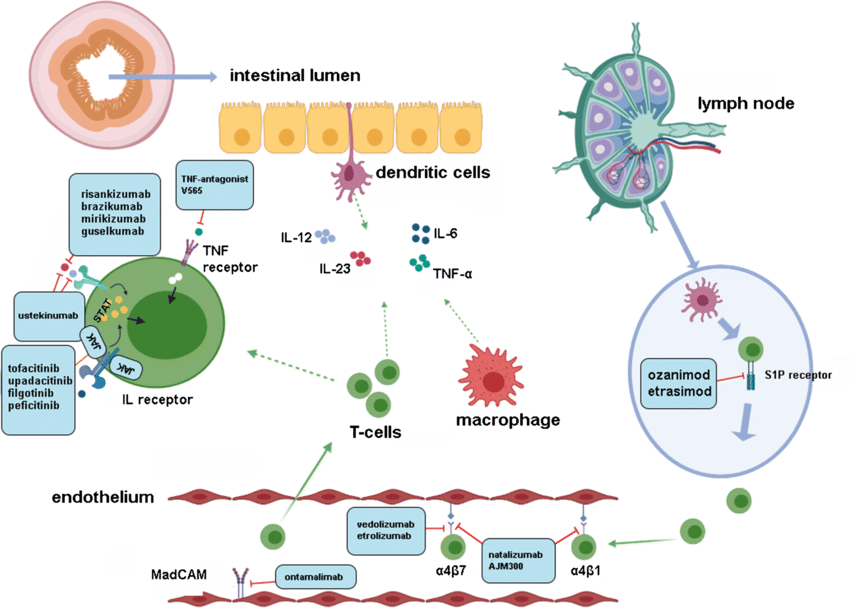 intestinal lumen
lymph node
dendritic cells
TNF-antagonist
V565
risankizumab
brazikumab
mirikizumab
guselkumab
IL-12
IL-6
IL-23
TNF-α
TNF
receptor
STAT
ustekinumab
JAK
JAK
tofacitinib
upadacitinib
filgotinib
peficitinib
IL receptor
T-cells
macrophage
ozanimod
etrasimod
S1P receptor
endothelium
vedolizumab
etrolizumab
natalizumab
AJM300
α4β7
α4β1
MadCAM
ontamalimab